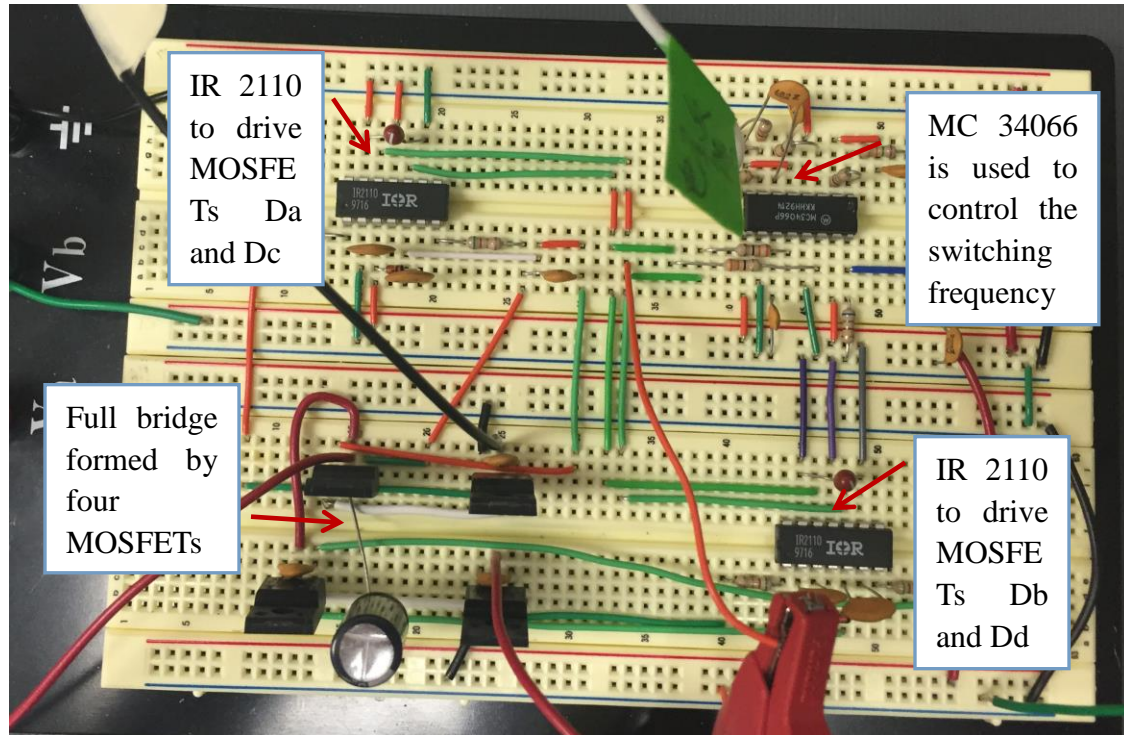 IR 2110
to drive
MOSFE
Ts Da
and Dc
MC 34066
is used to
control the
switching
frequency
Vb
IR2110
9716 IOR
MC34066P
KKHH921V
Full bridge
formed by
four
MOSFETs
IR 2110
to drive
MOSFE
Ts Db
and Dd
IR2110
9716 IOR